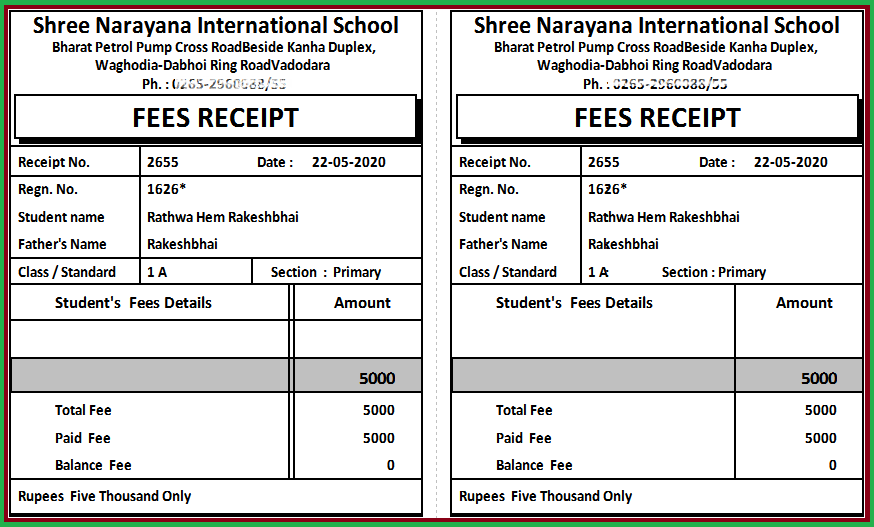 Shree Narayana International School
Bharat Petrol Pump Cross RoadBeside Kanha Duplex,
Waghodia-Dabhoi Ring RoadVadodara
Ph. :
FEES RECEIPT
Receipt No. 2655 Date : 22-05-2020
Regn. No. 1626*
Student name Rathwa Hem Rakeshbhai
Father's Name Rakeshbhai
Class / Standard 1 A Section : Primary
Student's Fees Details Amount
5000
Total Fee 5000
Paid Fee 5000
Balance Fee 0
Rupees Five Thousand Only
Shree Narayana International School
Bharat Petrol Pump Cross RoadBeside Kanha Duplex,
Waghodia-Dabhoi Ring RoadVadodara
Ph. :
FEES RECEIPT
Receipt No. 2655 Date : 22-05-2020
Regn. No. 1626*
Student name Rathwa Hem Rakeshbhai
Father's Name Rakeshbhai
Class / Standard 1 A Section : Primary
Student's Fees Details Amount
5000
Total Fee 5000
Paid Fee 5000
Balance Fee 0
Rupees Five Thousand Only